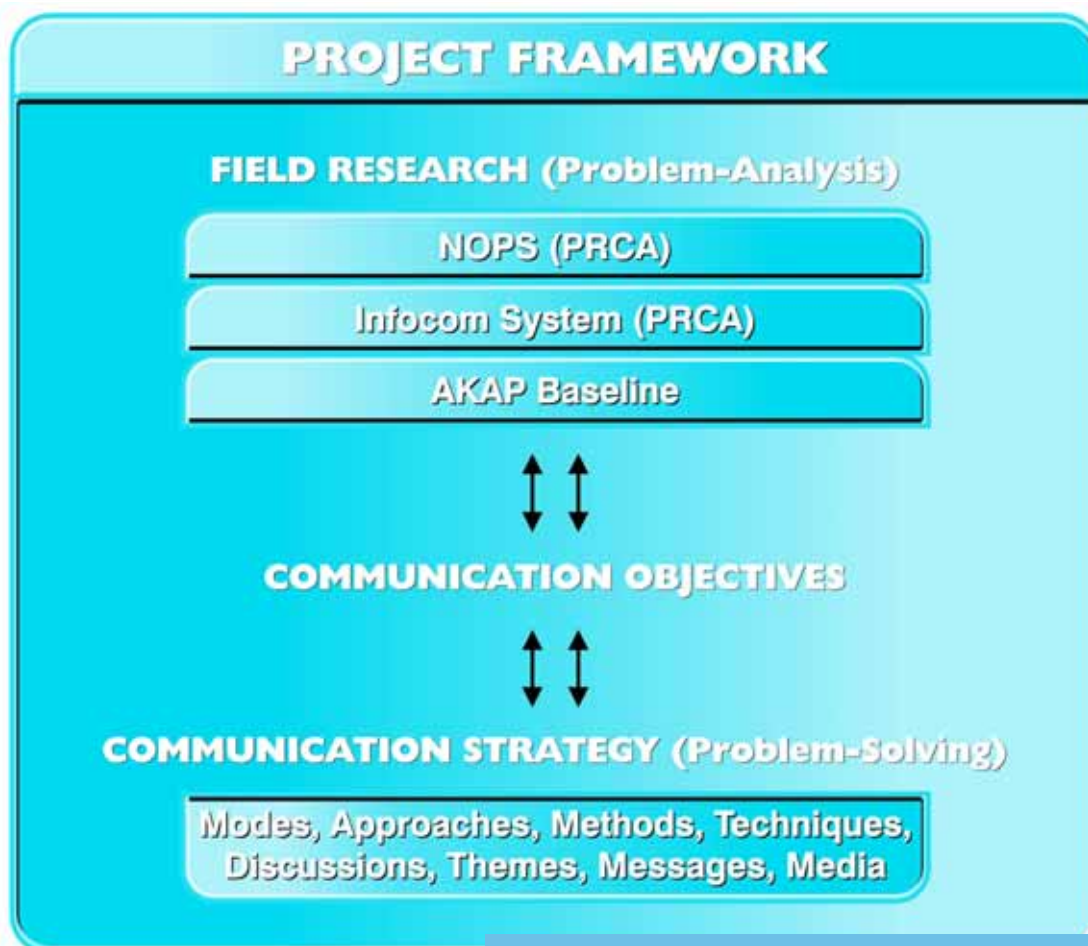 PROJECT FRAMEWORK
FIELD RESEARCH (Problem-Analysis)
NOPS (PRCA)
Infocom System (PRCA)
AKAP Baseline
COMMUNICATION OBJECTIVES
COMMUNICATION STRATEGY (Problem-Solving)
Modes, Approaches, Methods, Techniques,
Discussions, Themes, Messages, Media